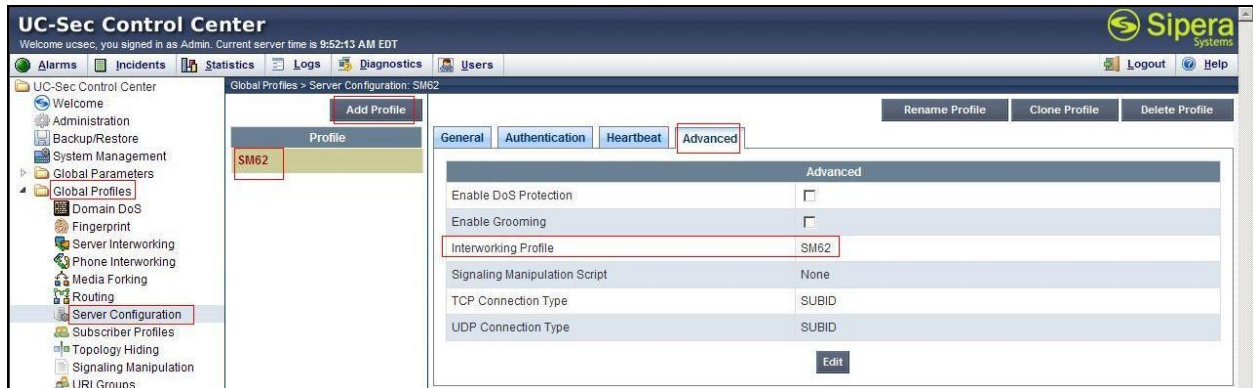 UC-Sec Control Center
Sipera
Systems
Welcome ucsec, you signed in as Admin. Current server time is 9:52:13 AM EDT
Alarms Incidents Statistics Logs Diagnostics Users Logout Help
UC-Sec Control Center
Welcome
Administration
Backup/Restore
System Management
Global Parameters
Global Profiles
Domain DoS
Fingerprint
Server Interworking
Phone Interworking
Media Forking
Routing
Server Configuration
Subscriber Profiles
Topology Hiding
Signaling Manipulation
URI Groups
Global Profiles > Server Configuration: SM62
Add Profile
Rename Profile Clone Profile Delete Profile
Profile
SM62
General Authentication Heartbeat Advanced
Advanced
Enable DoS Protection
Enable Grooming
Interworking Profile SM62
Signaling Manipulation Script None
TCP Connection Type SUBID
UDP Connection Type SUBID
Edit